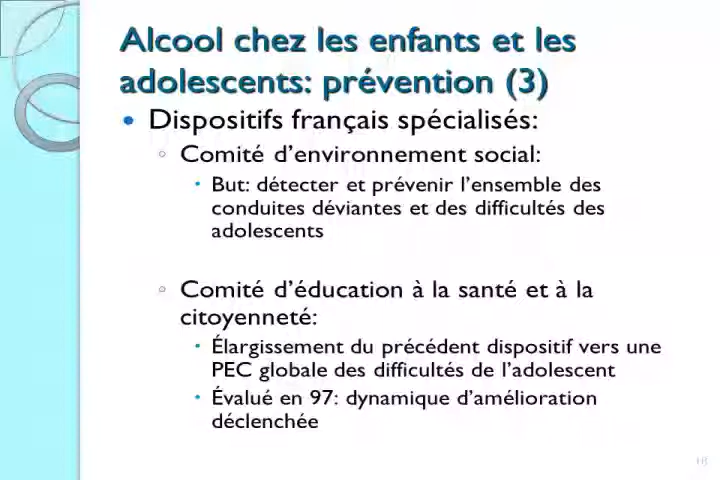 Alcool chez les enfants et les
adolescents: prévention (3)
Dispositifs français spécialisés:
Comité d'environnement social:
But: détecter et prévenir l'ensemble des
conduites déviantes et des difficultés des
adolescents
Comité d'éducation à la santé et à la
citoyenneté:
Élargissement du précédent dispositif vers une
PEC globale des difficultés de l'adolescent
Évalué en 97: dynamique d'amélioration
déclenchée